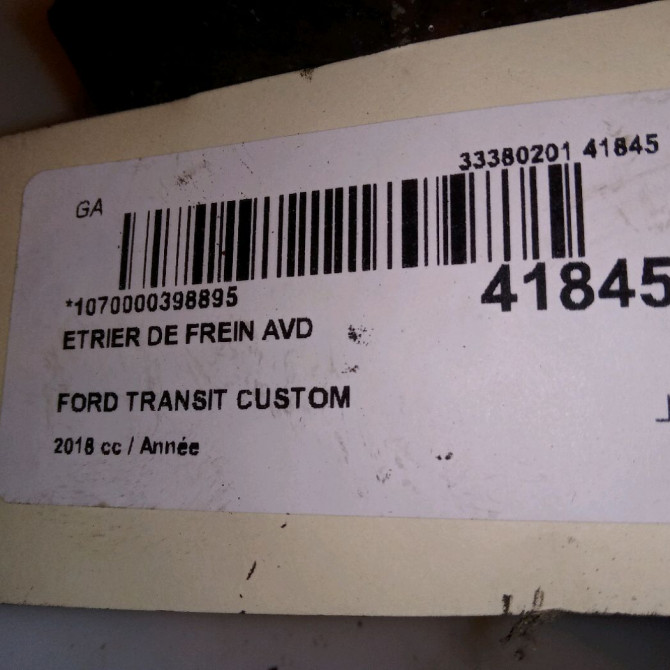 33380201 41845
GA
*1070000398895
41845
ETRIER DE FREIN AVD
FORD TRANSIT CUSTOM
2018 cc / Année